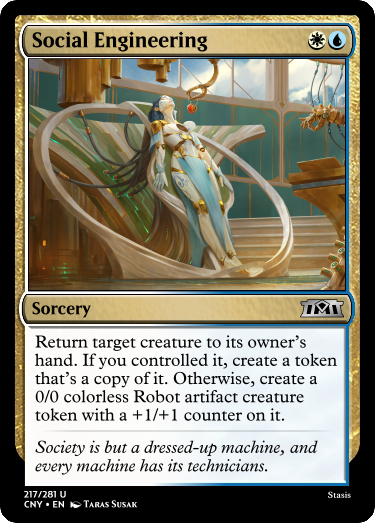 Social Engineering
Sorcery
Return target creature to its owner's
hand. If you controlled it, create a token
that's a copy of it. Otherwise, create a
0/0 colorless Robot artifact creature
token with a +1/+1 counter on it.
Society is but a dressed-up machine, and
every machine has its technicians.
217/281 U
Stasis
CNY • EN Taras Susak